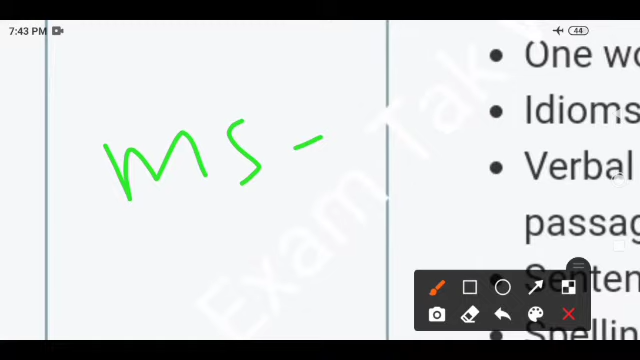 7:43 PM
44
One wo
Idioms
Verbal
passag
Senten
Spellin
ms -
Exam Tak